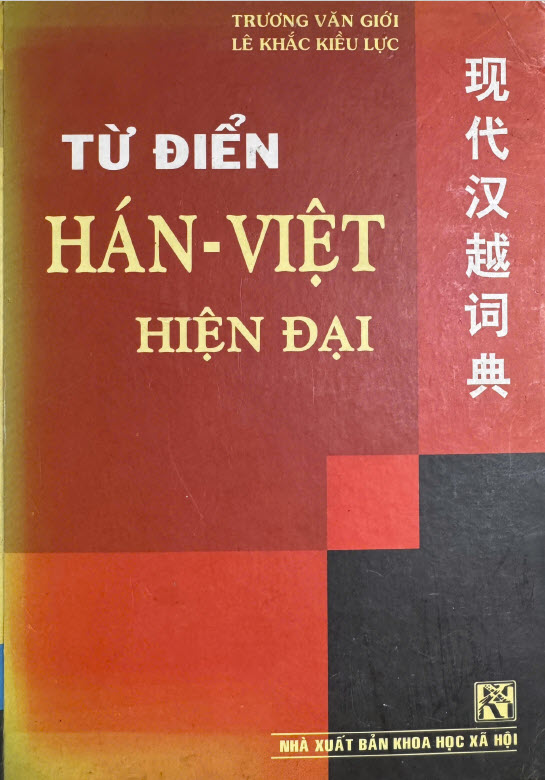 TRƯƠNG VĂN GIỚI
LÊ KHẮC KIỀU LỰC
TỪ ĐIỂN
HÁN-VIỆT
HIỆN ĐẠI
现代汉越词典
NHÀ XUẤT BẢN KHOA HỌC XÃ HỘI